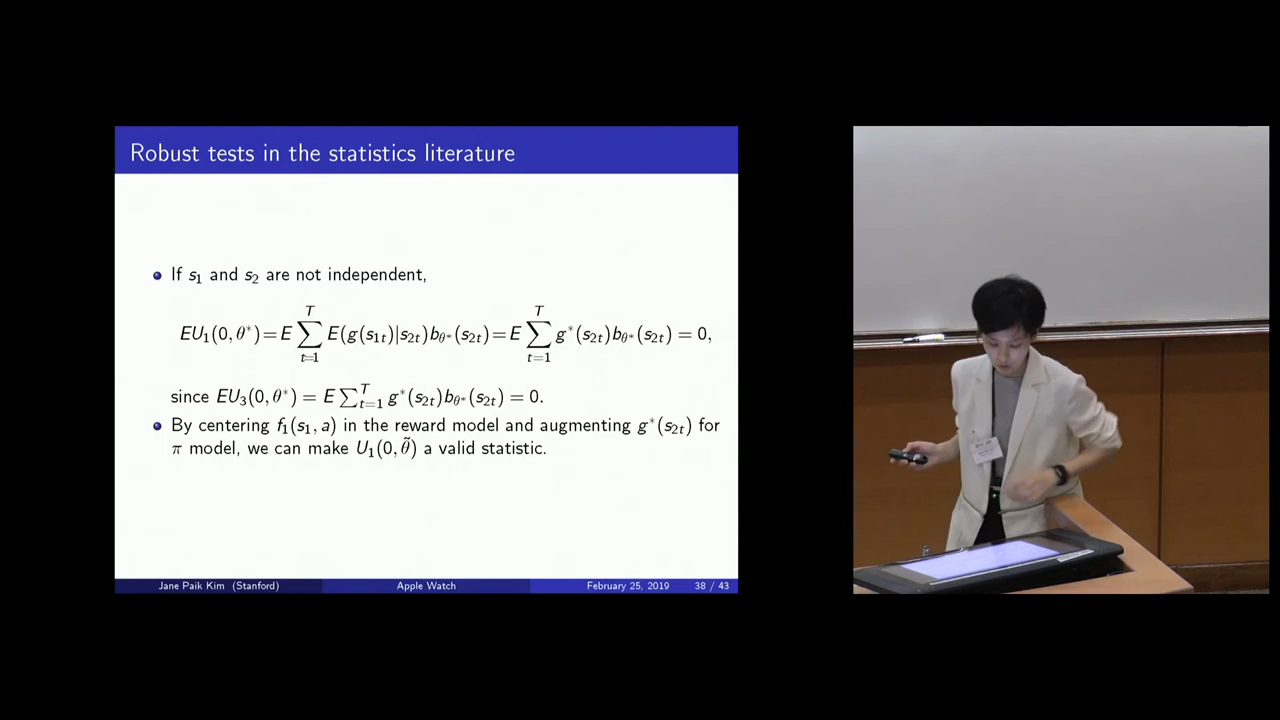 Robust tests in the statistics literature
If s₁ and s₂ are not independent,
EU₁(0, θ*) = E ∑_{t=1}^{T} E(g(s₁ₜ)|s₂ₜ)b_{θ*}(s₂ₜ) = E ∑_{t=1}^{T} g*(s₂ₜ)b_{θ*}(s₂ₜ) = 0,
since EU₃(0, θ*) = E ∑_{t=1}^{T} g*(s₂ₜ)b_{θ*}(s₂ₜ) = 0.
By centering f₁(s₁, a) in the reward model and augmenting g*(s₂ₜ) for
π model, we can make U₁(0, θ̃) a valid statistic.
Jane Paik Kim (Stanford) Apple Watch February 25, 2019 38 / 43